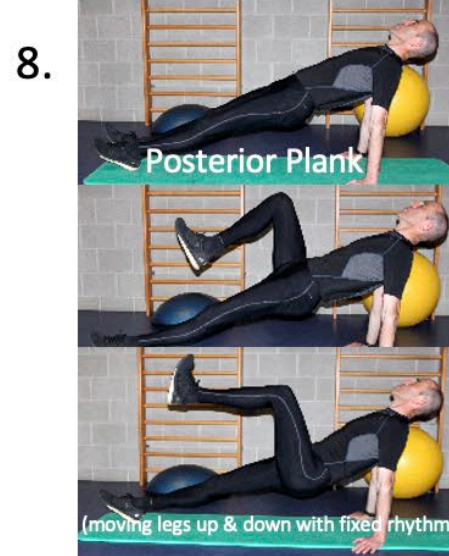 8.
Posterior Plank
(moving legs up & down with fixed rhythm